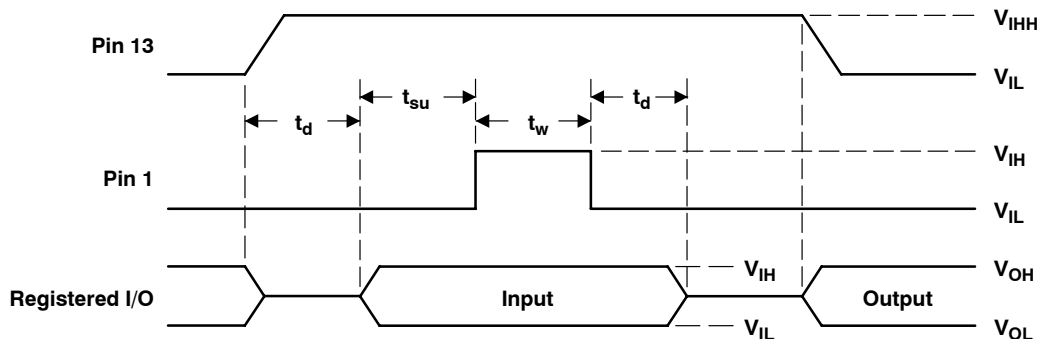 Pin 13
V_IHH
V_IL
t_d
t_su
t_w
t_d
Pin 1
V_IH
V_IL
Registered I/O
Input
V_IH
V_IL
Output
V_OH
V_OL